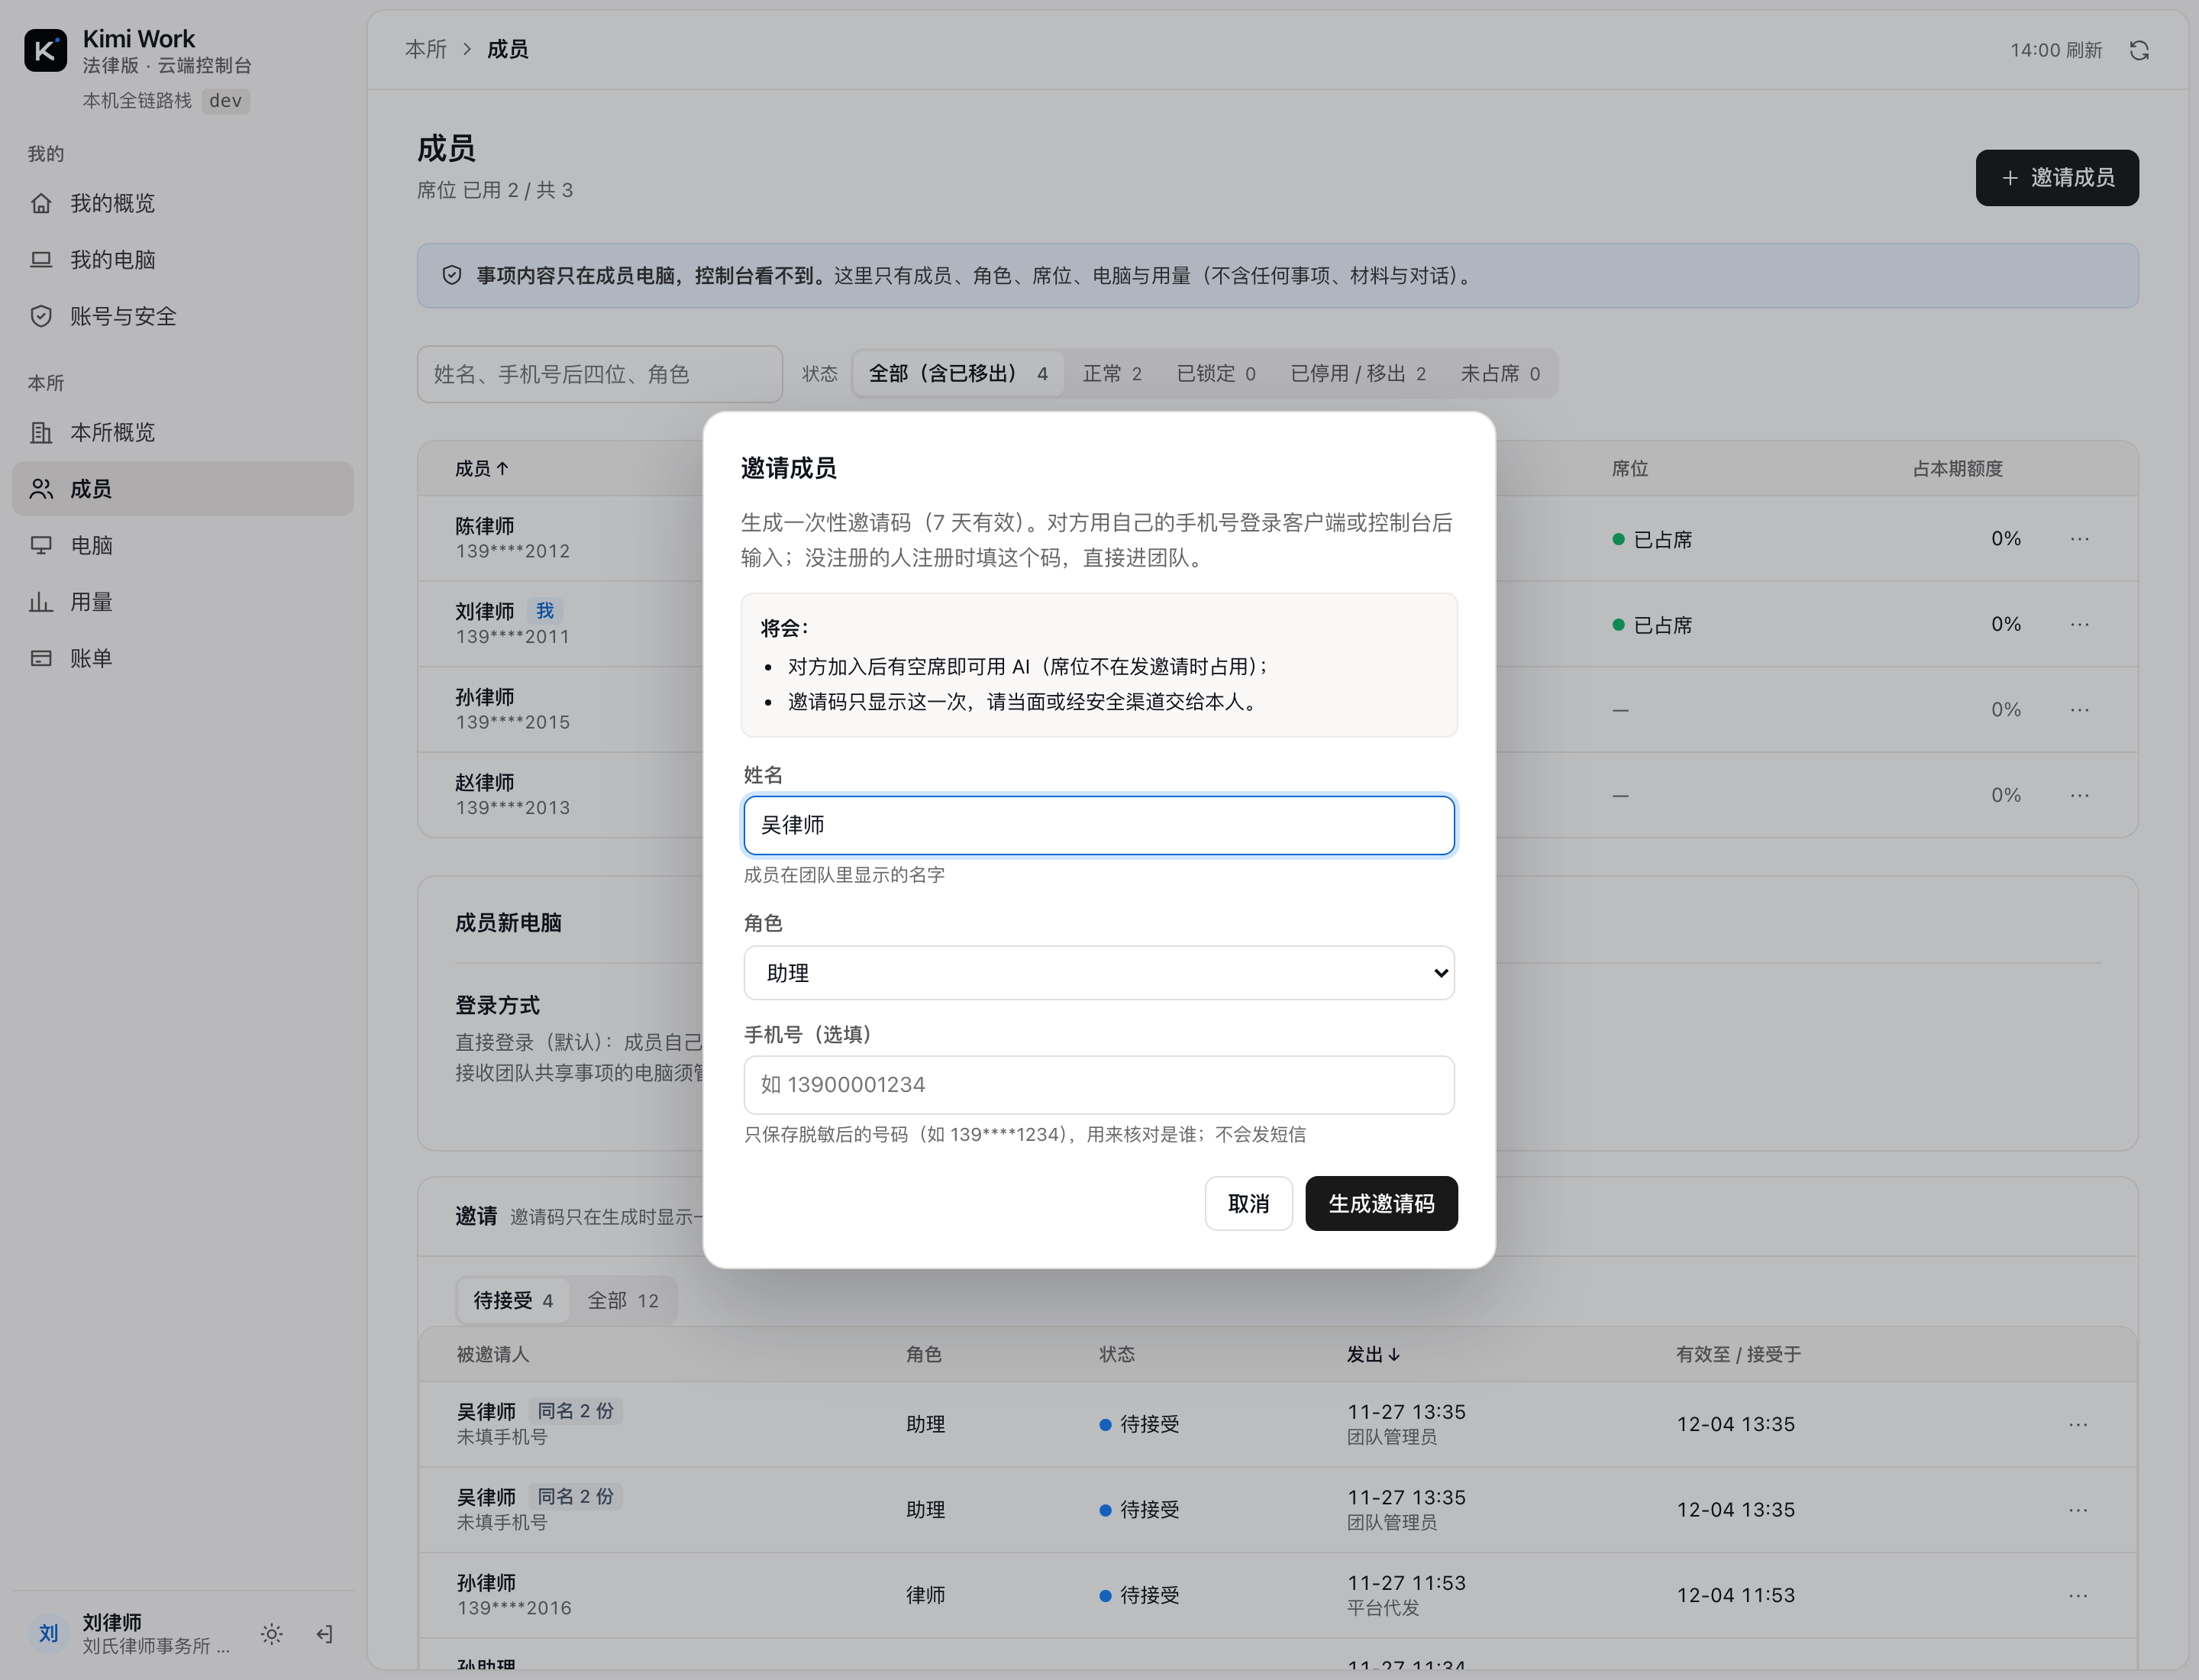 Kimi Work
法律版 · 云端控制台
本机全链路栈 dev
我的
我的概览
我的电脑
账号与安全
本所
本所概览
成员
电脑
用量
账单
刘
刘律师
刘氏律师事务所 ...
本所 > 成员
14:00 刷新
成员
席位 已用 2 / 共 3
+ 邀请成员
事项内容只在成员电脑，控制台看不到。这里只有成员、角色、席位、电脑与用量（不含任何事项、材料与对话）。
姓名、手机号后四位、角色
状态 全部（含已移出） 4 正常 2 已锁定 0 已停用 / 移出 2 未占席 0
成员 ↑ 席位 占本期额度
陈律师
139****2012
已占席 0% ...
刘律师 我
139****2011
已占席 0% ...
孙律师
139****2015
— 0% ...
赵律师
139****2013
— 0% ...
成员新电脑
登录方式
直接登录（默认）：成员自己
接收团队共享事项的电脑须
邀请 邀请码只在生成时显示
待接受 4 全部 12
被邀请人 角色 状态 发出 ↓ 有效至 / 接受于
吴律师 同名 2 份
未填手机号
助理 待接受
11-27 13:35
团队管理员
12-04 13:35 ...
吴律师 同名 2 份
未填手机号
助理 待接受
11-27 13:35
团队管理员
12-04 13:35 ...
孙律师
139****2016
律师 待接受
11-27 11:53
平台代发
12-04 11:53 ...
孙助理
11-27 11:34
邀请成员
生成一次性邀请码（7 天有效）。对方用自己的手机号登录客户端或控制台后
输入；没注册的人注册时填这个码，直接进团队。
将会：
• 对方加入后有空席即可用 AI（席位不在发邀请时占用）；
• 邀请码只显示这一次，请当面或经安全渠道交给本人。
姓名
吴律师
成员在团队里显示的名字
角色
助理
手机号（选填）
如 13900001234
只保存脱敏后的号码（如 139****1234），用来核对是谁；不会发短信
取消 生成邀请码